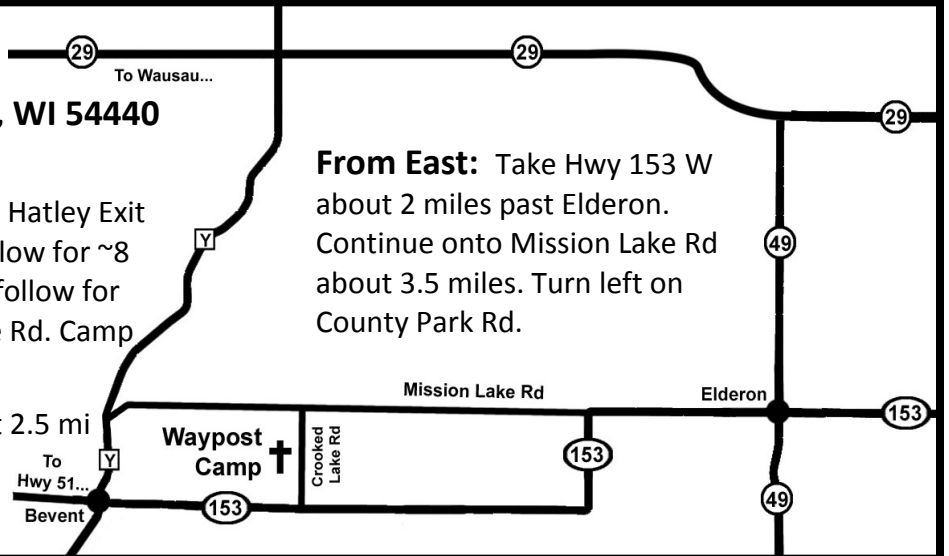 29
29
To Wausau...
, WI 54440
29
From East: Take Hwy 153 W
about 2 miles past Elderon.
Continue onto Mission Lake Rd
about 3.5 miles. Turn left on
County Park Rd.
Hatley Exit
low for ~8
follow for
e Rd. Camp
t 2.5 mi
Y
49
Mission Lake Rd
Elderon
153
Waypost
Camp
Crooked
Lake Rd
153
Y
To
Hwy 51...
Bevent
153
49